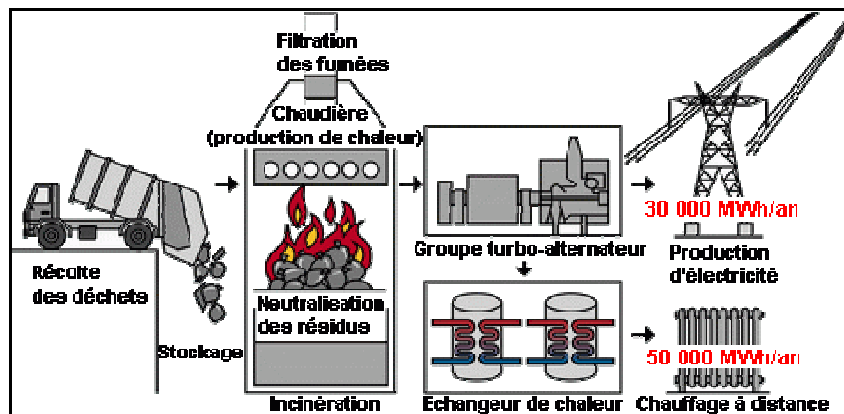 Filtration
des fumées
Chaudière
(production de chaleur)
30 000 MWh/an
Groupe turbo-alternateur
Production
d'électricité
Récolte
des déchets
Neutralisation
des résidus
Stockage
50 000 MWh/an
Incinération
Echangeur de chaleur
Chauffage à distance